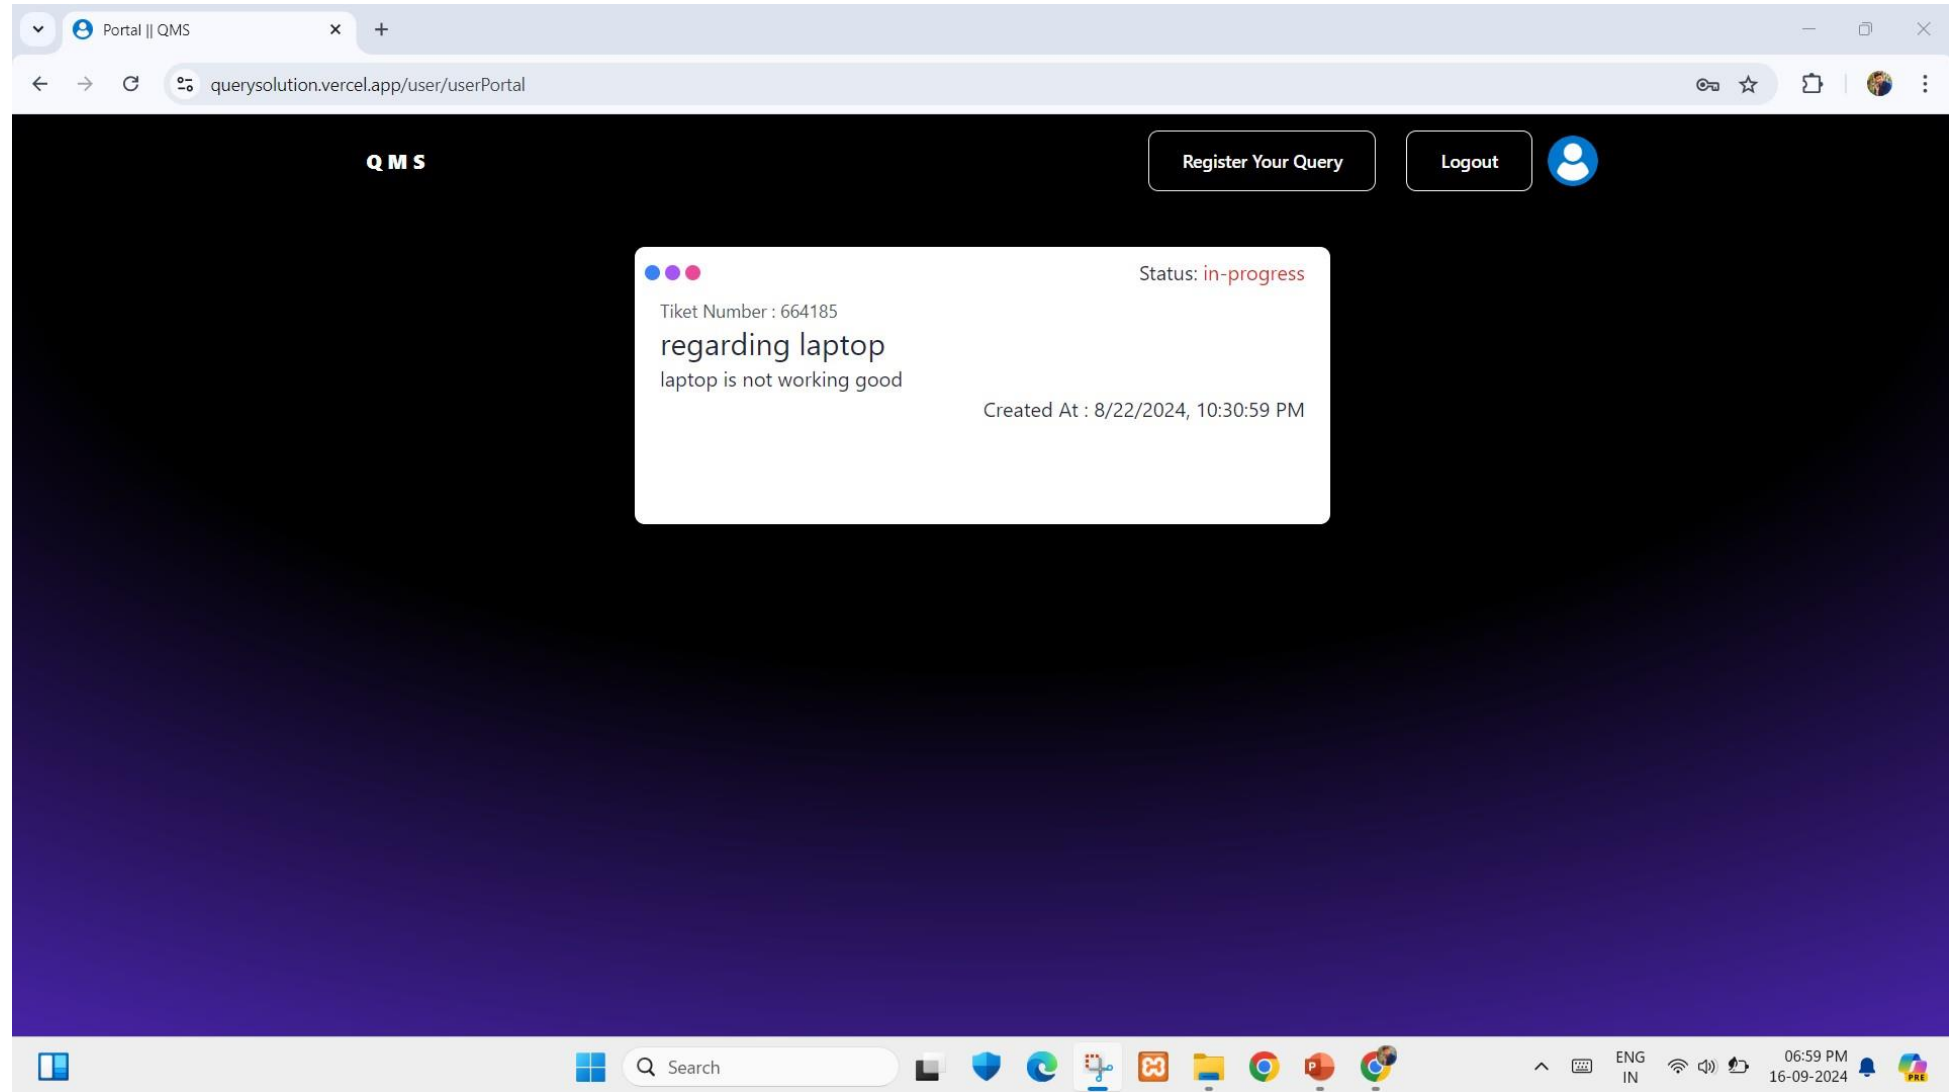 Portal || QMS
querysolution.vercel.app/user/userPortal
QMS
Register Your Query
Logout
Status: in-progress
Tiket Number : 664185
regarding laptop
laptop is not working good
Created At : 8/22/2024, 10:30:59 PM
Search
ENG
IN
06:59 PM
16-09-2024
PRE